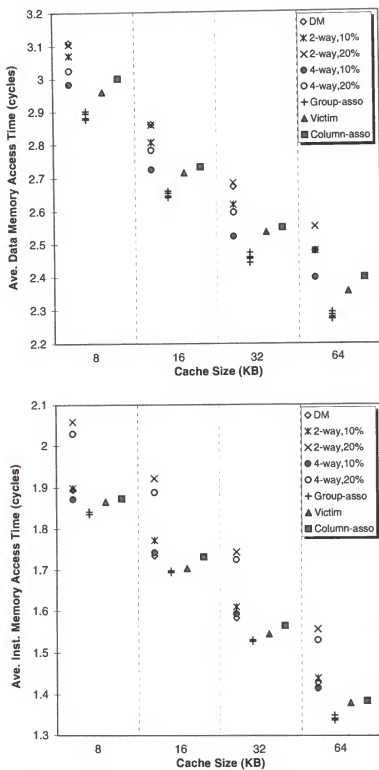 Ave. Data Memory Access Time (cycles)
3.2
3.1
3
2.9
2.8
2.7
2.6
2.5
2.4
2.3
2.2
8
16
32
64
Cache Size (KB)
DM
2-way,10%
2-way,20%
4-way,10%
4-way,20%
Group-asso
Victim
Column-asso
Ave. Inst. Memory Access Time (cycles)
2.1
2
1.9
1.8
1.7
1.6
1.5
1.4
1.3
8
16
32
64
Cache Size (KB)
DM
2-way,10%
2-way,20%
4-way,10%
4-way,20%
Group-asso
Victim
Column-asso